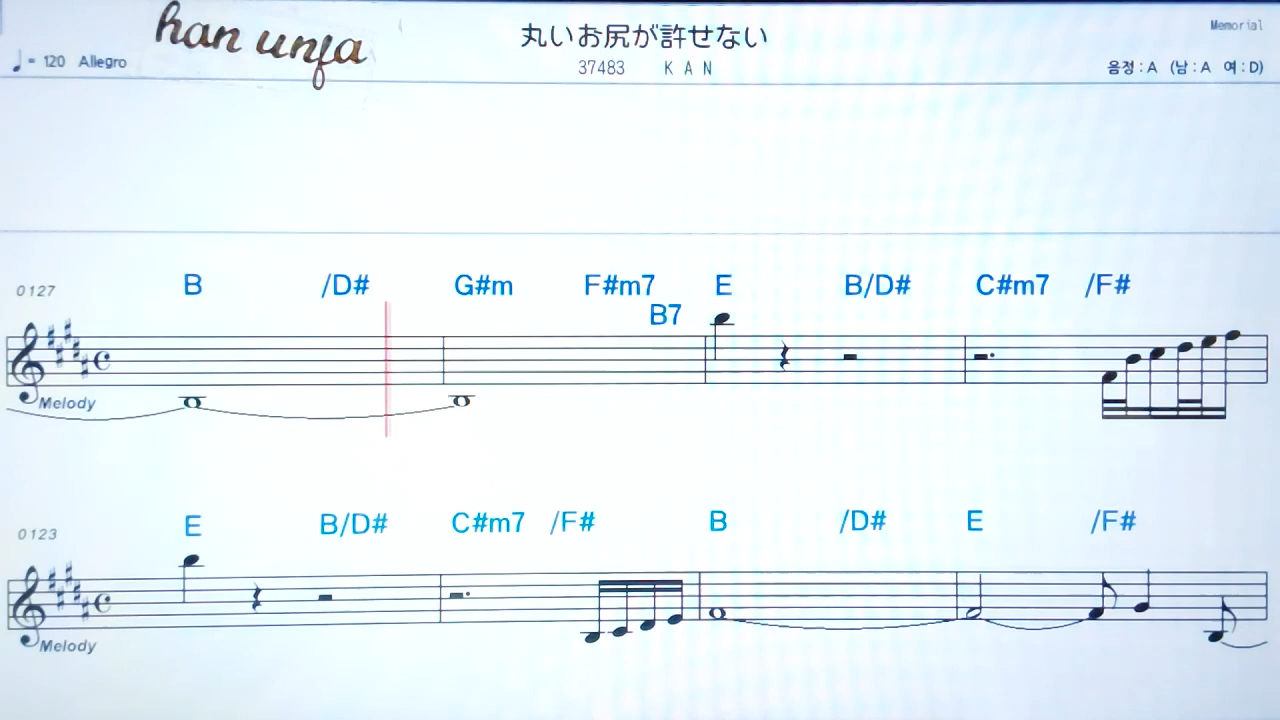 han unfa
丸いお尻が許せない
Memorial
♩= 120 Allegro
37483 K A N
음정 : A (남 : A 여 : D)
0127
B /D# G#m F#m7 E B/D# C#m7 /F#
B7
Melody
0123
E B/D# C#m7 /F# B /D# E /F#
Melody